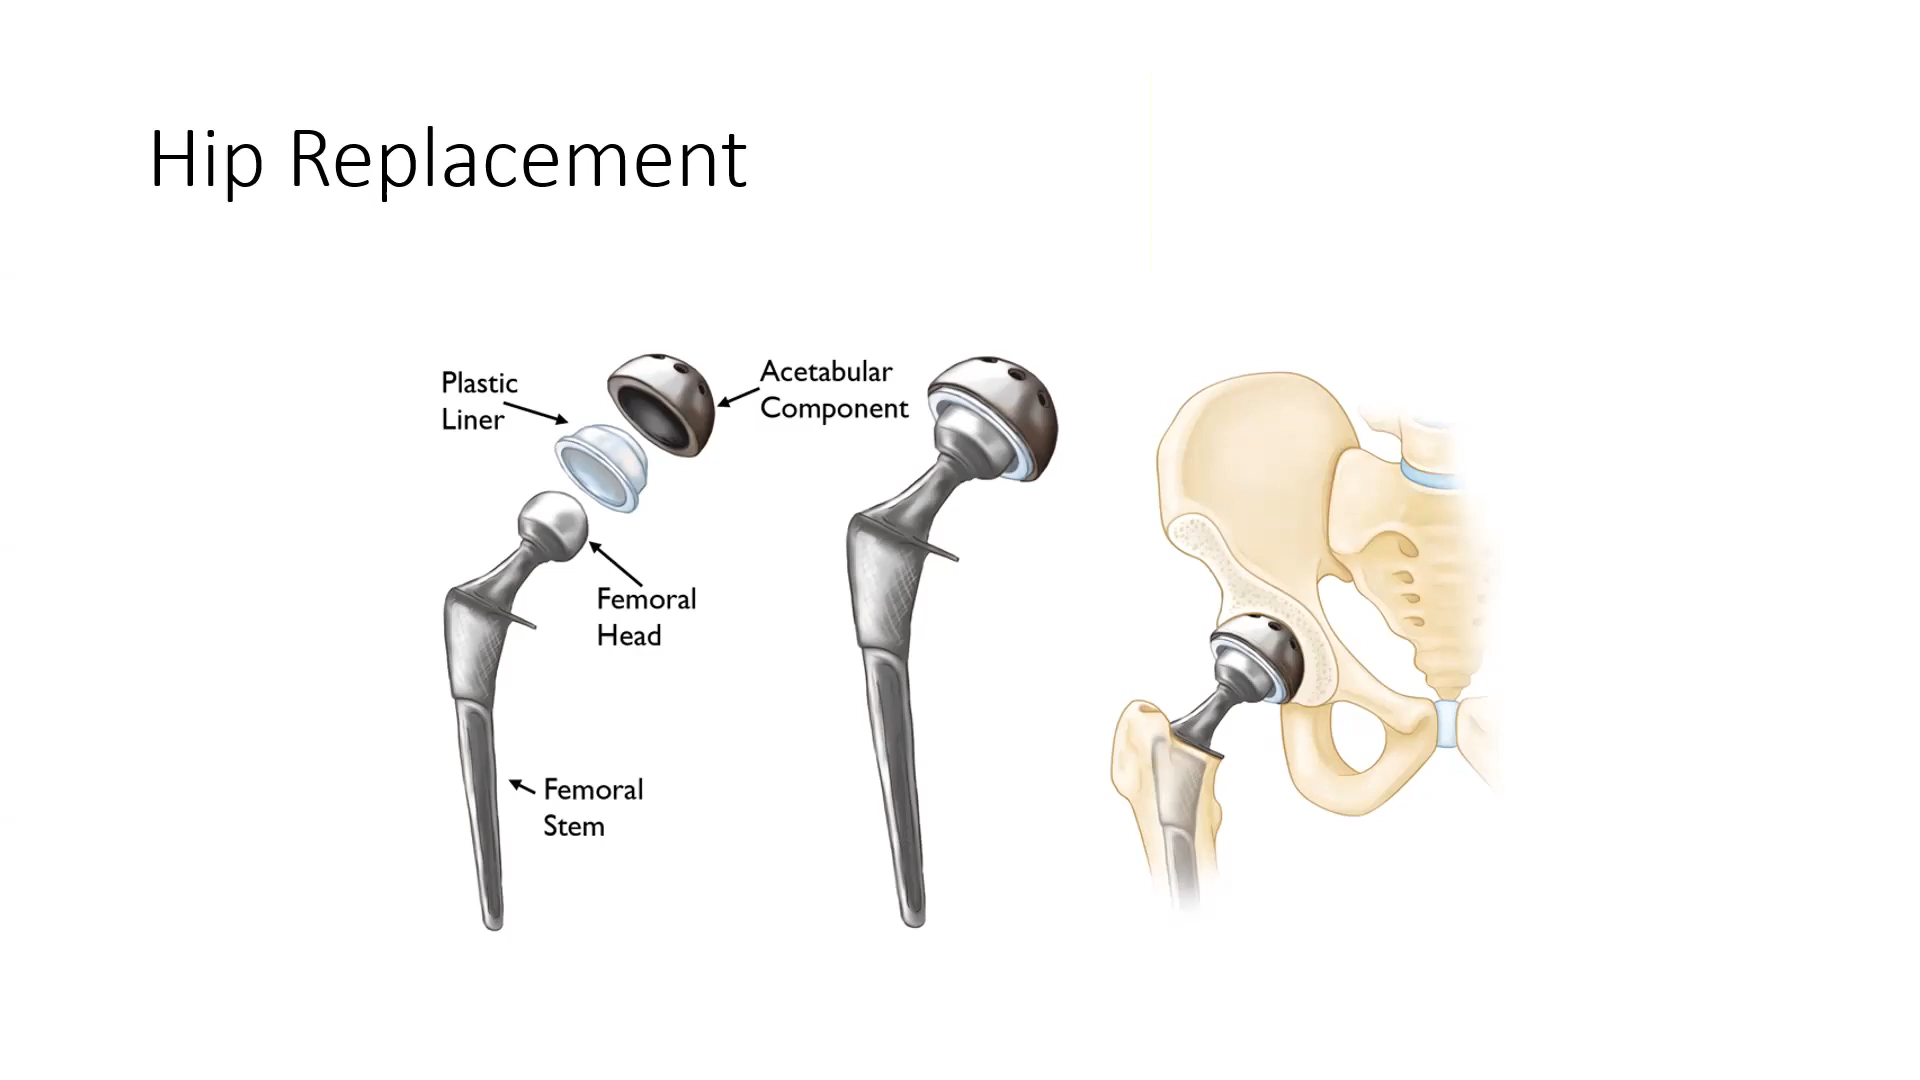 Hip Replacement
Plastic
Liner
Acetabular
Component
Femoral
Head
Femoral
Stem